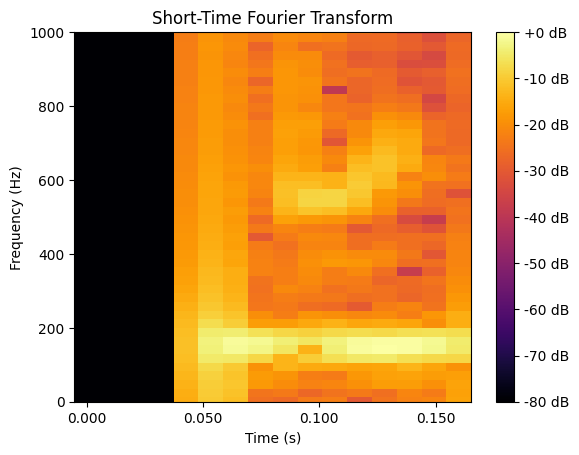 Short-Time Fourier Transform
1000
800
600
400
200
0
Frequency (Hz)
0.000
0.050
0.100
0.150
Time (s)
+0 dB
-10 dB
-20 dB
-30 dB
-40 dB
-50 dB
-60 dB
-70 dB
-80 dB